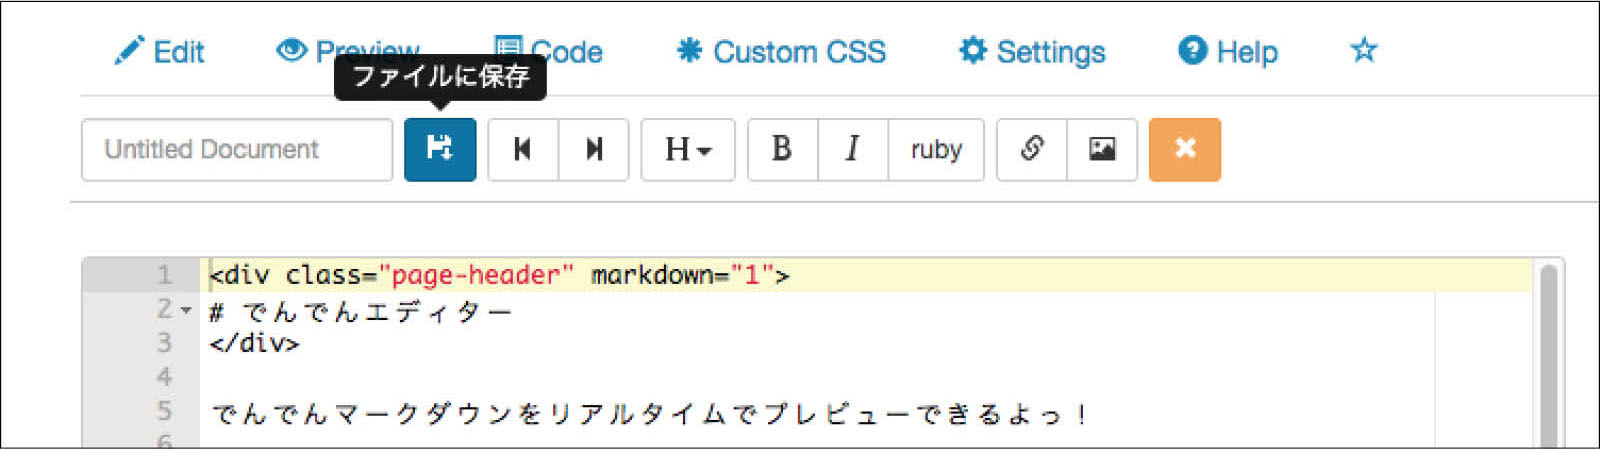 Edit Preview Code Custom CSS Settings Help
ファイルに保存
Untitled Document H B I ruby
1 <div class="page-header" markdown="1">
2 # でんでんエディター
3 </div>
4
5 でんでんマークダウンをリアルタイムでプレビューできるよっ！
6